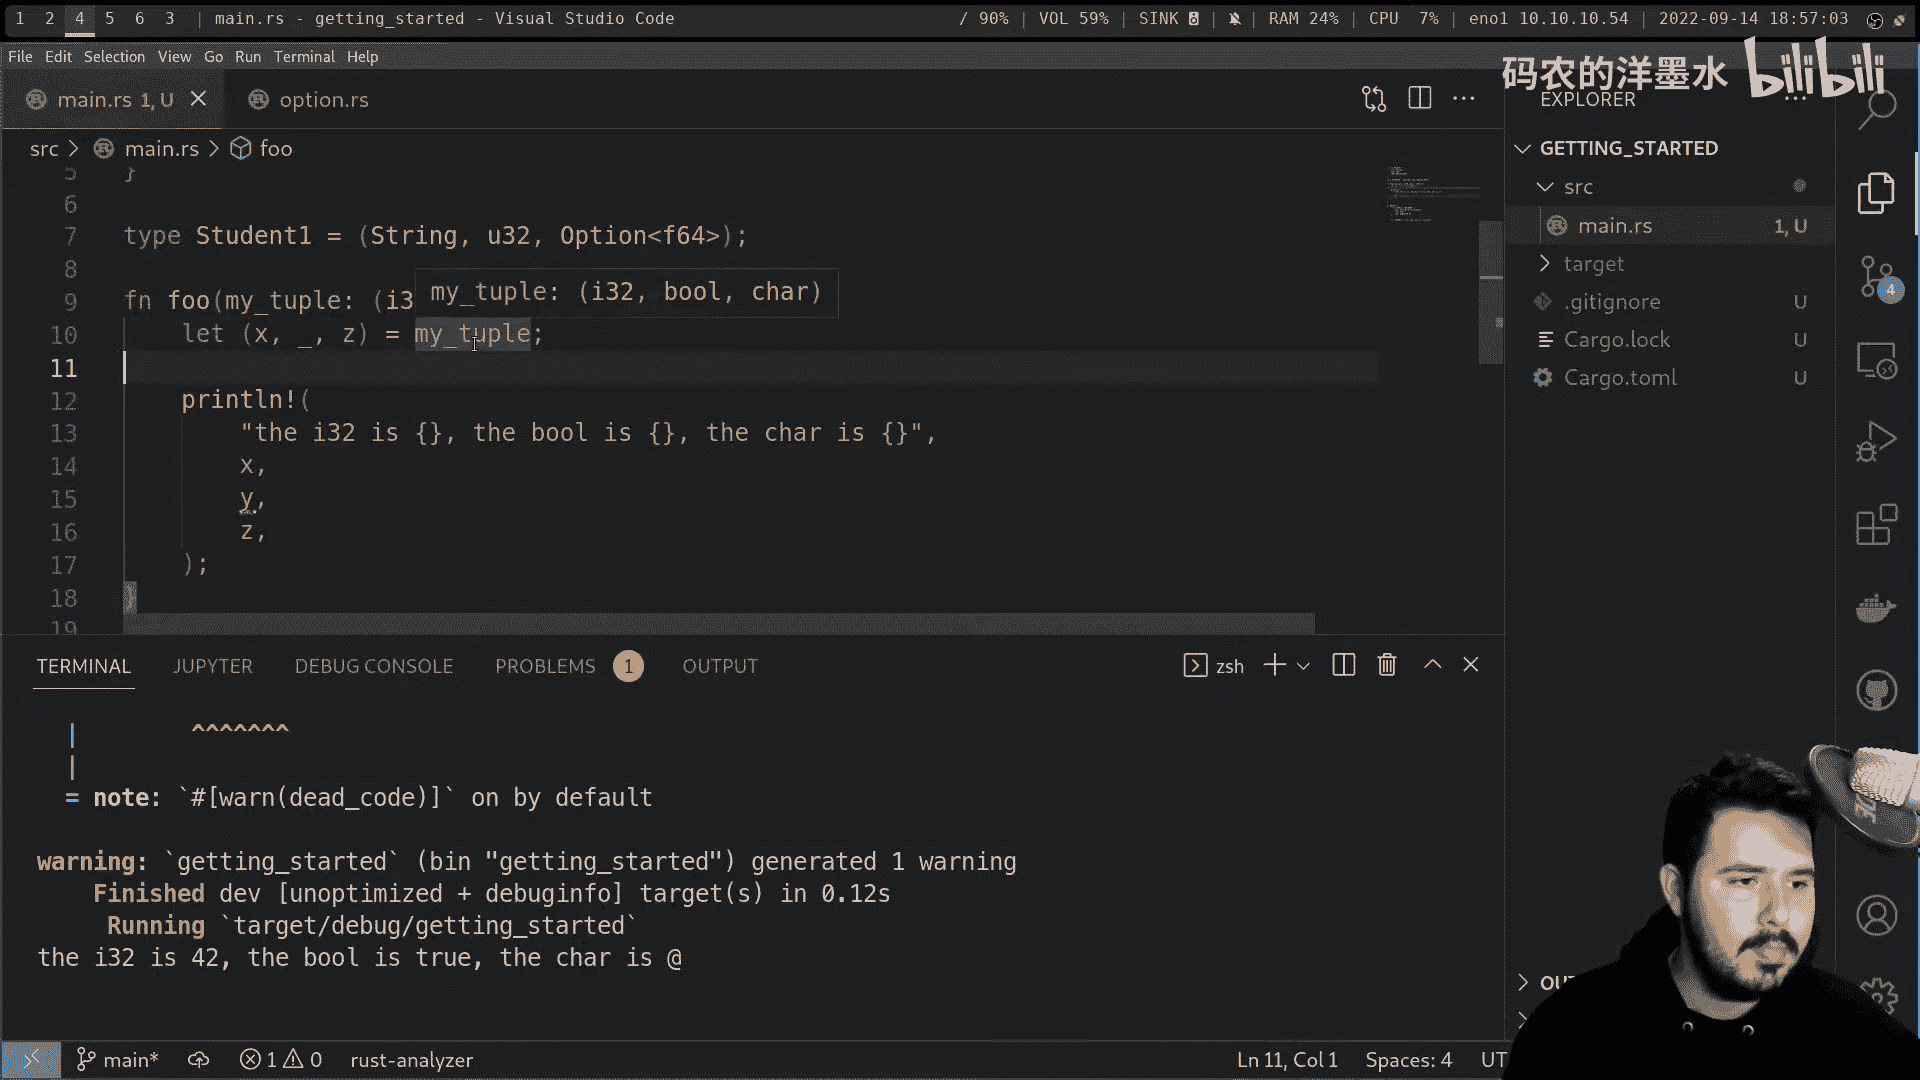 1 2 4 5 6 3 | main.rs - getting_started - Visual Studio Code
/ 90% | VOL 59% | SINK | | RAM 24% | CPU 7% | eno1 10.10.10.54 | 2022-09-14 18:57:03
File Edit Selection View Go Run Terminal Help
码农的洋墨水 bilibili
main.rs 1, U
option.rs
EXPLORER
src > main.rs > foo
GETTING_STARTED
src
main.rs 1, U
target
.gitignore U
Cargo.lock U
Cargo.toml U
4
5 }
6
7 type Student1 = (String, u32, Option<f64>);
8
my_tuple: (i32, bool, char)
9 fn foo(my_tuple: (i3
10 let (x, _, z) = my_tuple;
11
12 println!(
13 "the i32 is {}, the bool is {}, the char is {}",
14 x,
15 y,
16 z,
17 );
18 }
19
TERMINAL JUPYTER DEBUG CONSOLE PROBLEMS 1 OUTPUT
zsh
| ^^^^^^^
|
= note: `#[warn(dead_code)]` on by default
warning: `getting_started` (bin "getting_started") generated 1 warning
Finished dev [unoptimized + debuginfo] target(s) in 0.12s
Running `target/debug/getting_started`
the i32 is 42, the bool is true, the char is @
main* 1 0 rust-analyzer
Ln 11, Col 1 Spaces: 4